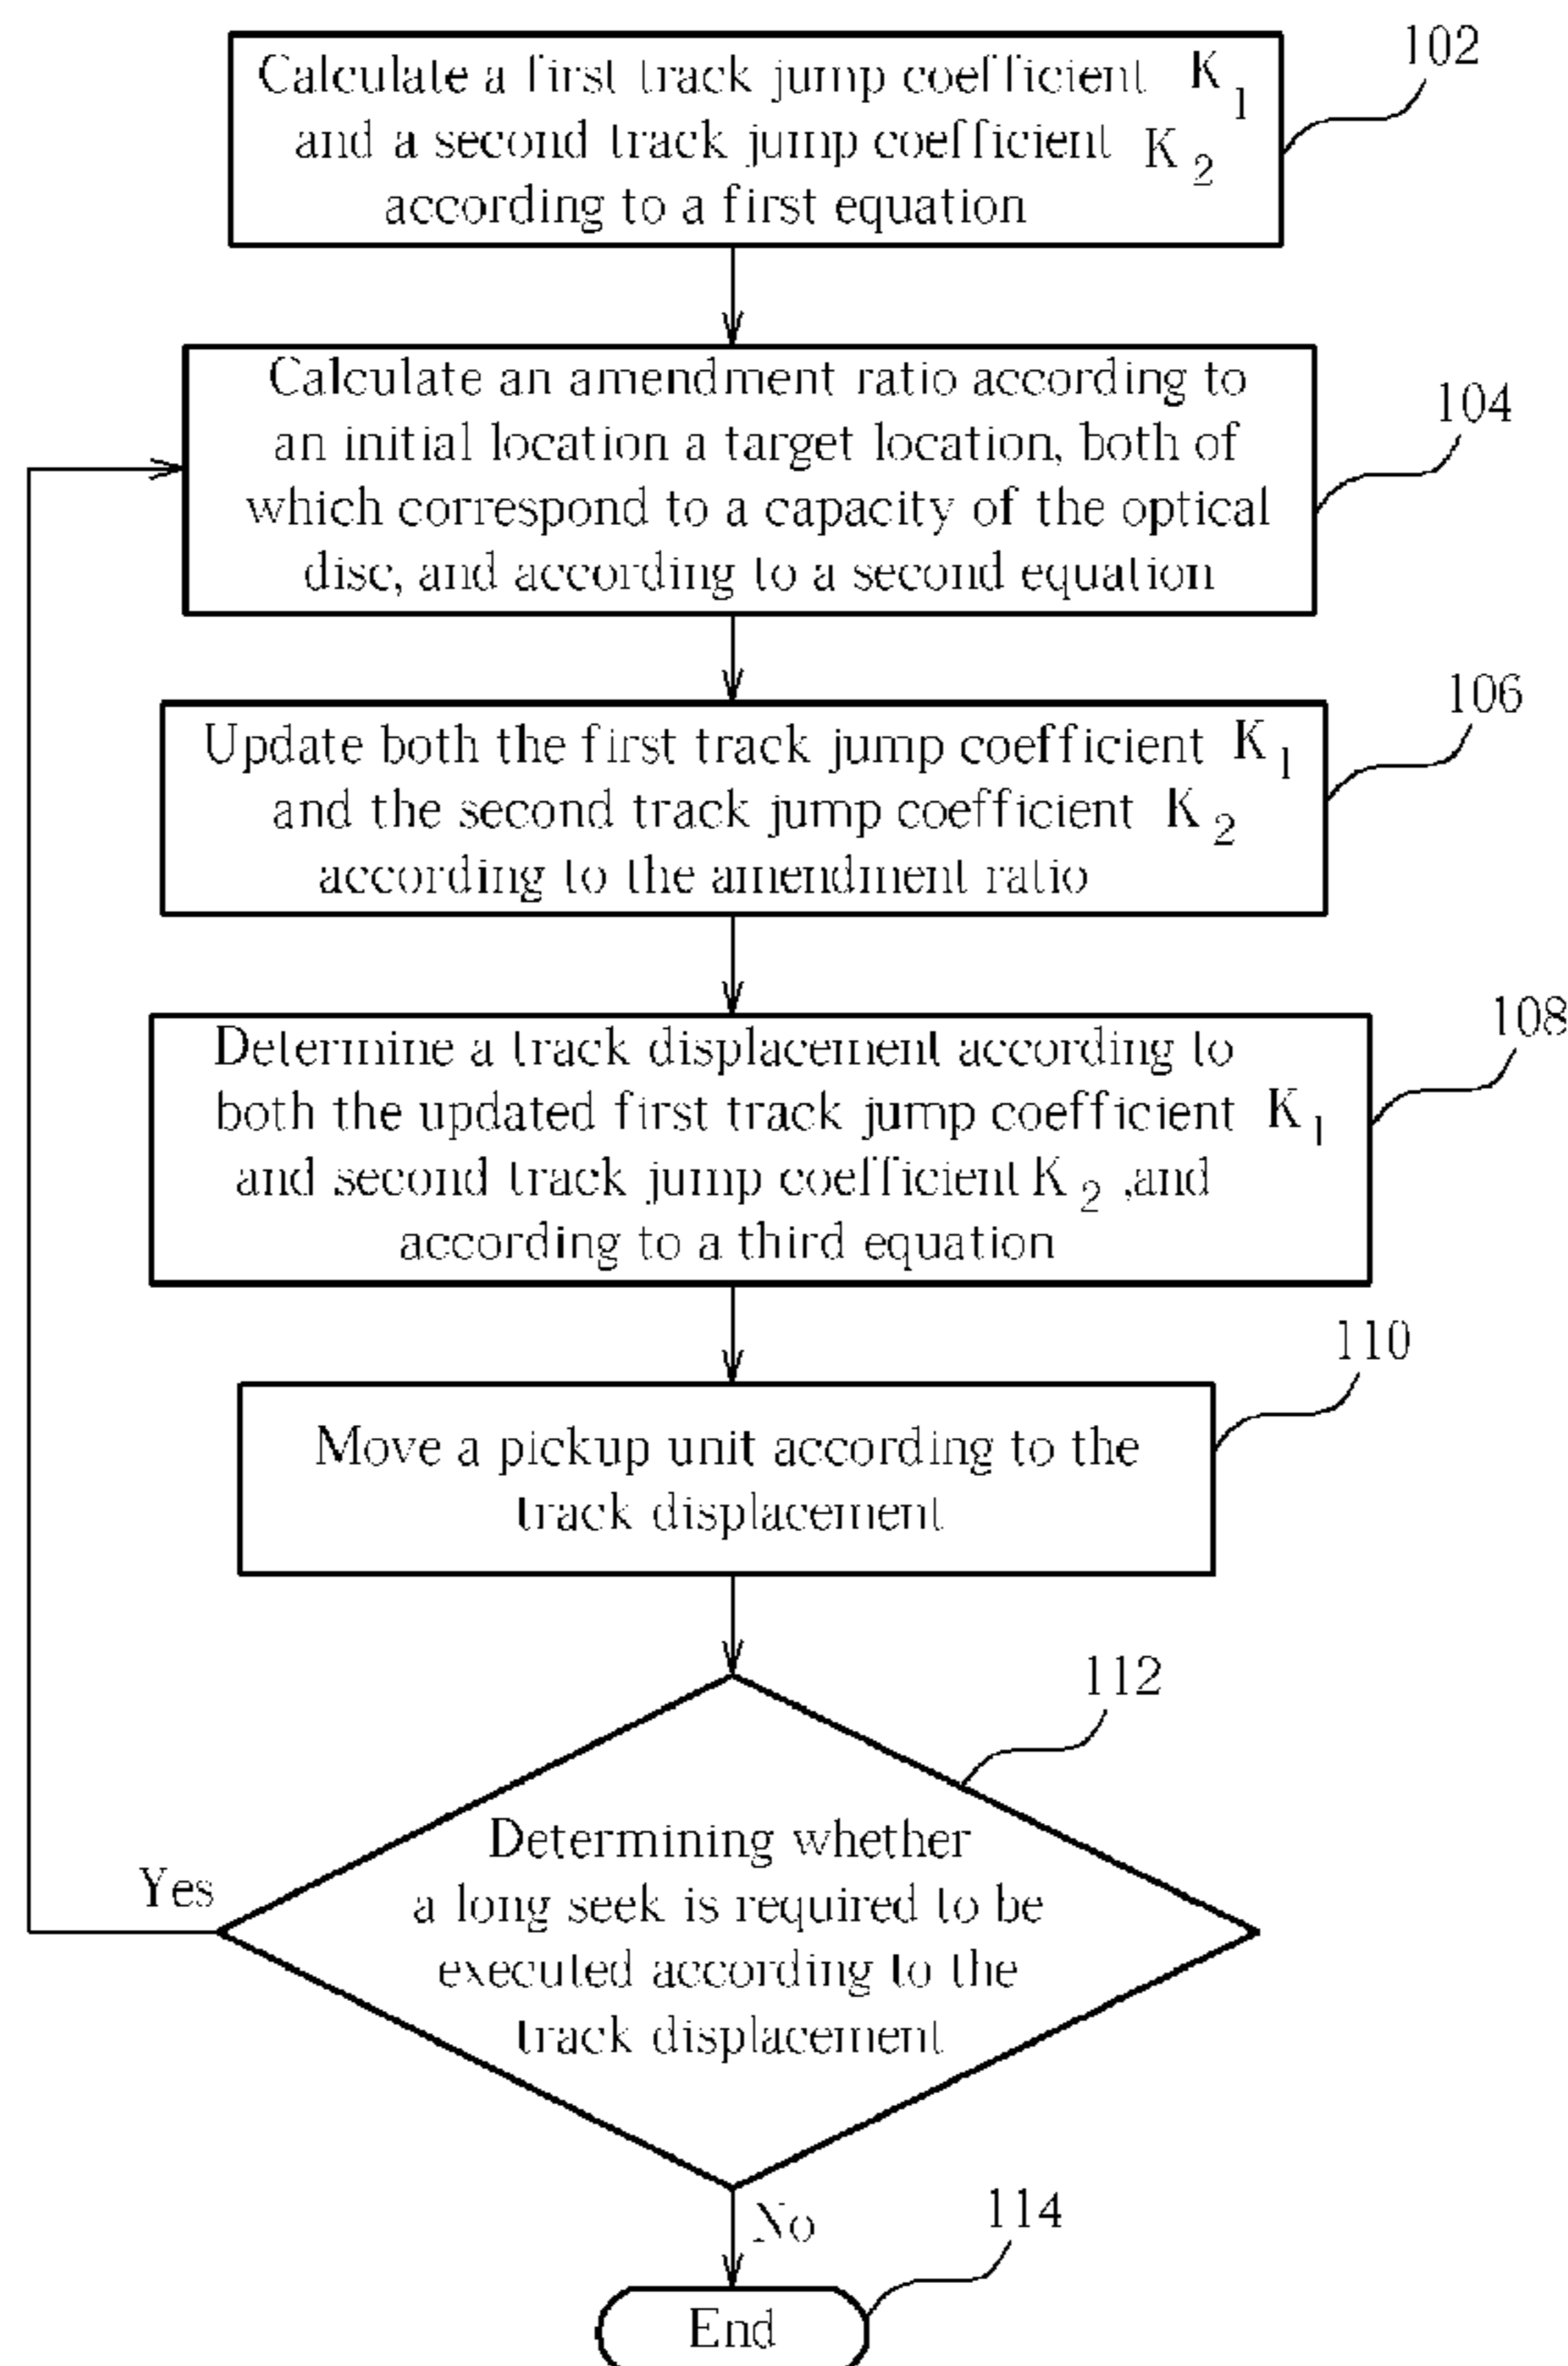 102
Calculate a first track jump coefficient K1
and a second track jump coefficient K2
according to a first equation
104
Calculate an amendment ratio according to
an initial location a target location, both of
which correspond to a capacity of the optical
disc, and according to a second equation
106
Update both the first track jump coefficient K1
and the second track jump coefficient K2
according to the amendment ratio
108
Determine a track displacement according to
both the updated first track jump coefficient K1
and second track jump coefficient K2 ,and
according to a third equation
110
Move a pickup unit according to the
track displacement
112
Determining whether
a long seek is required to be
executed according to the
track displacement
Yes
No
114
End